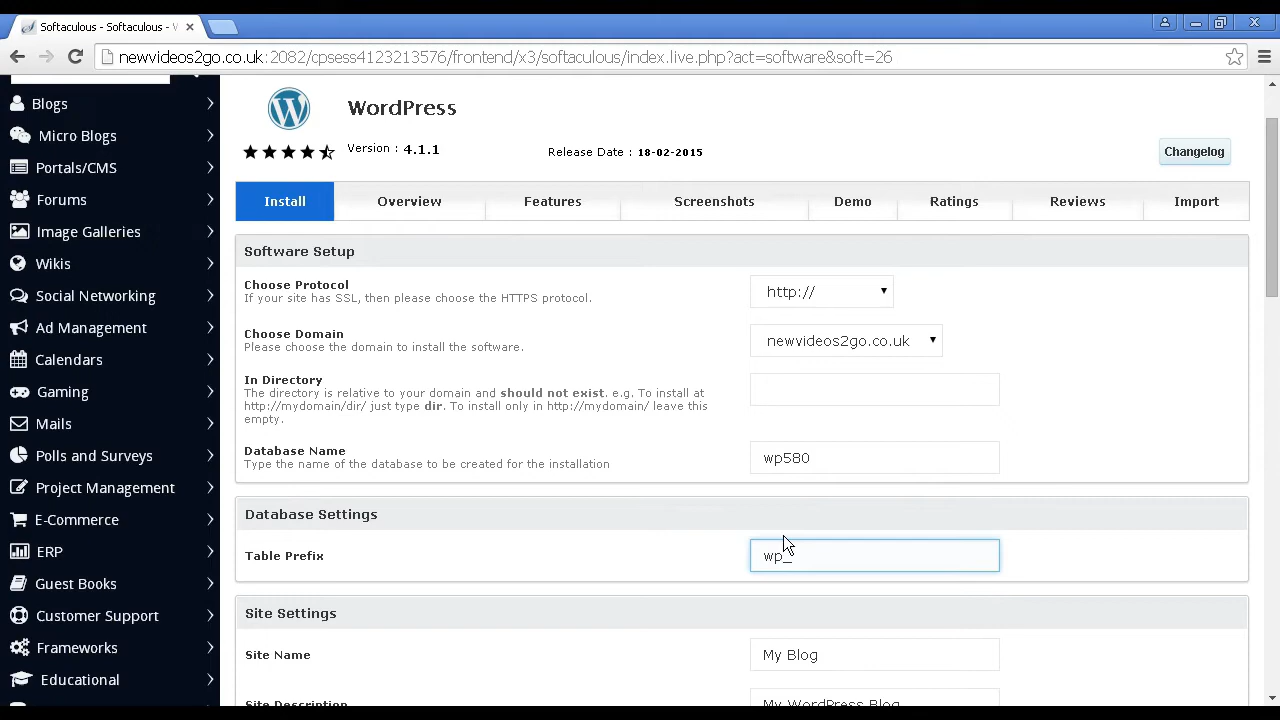 Softaculous - Softaculous - V
newvideos2go.co.uk:2082/cpsess4123213576/frontend/x3/softaculous/index.live.php?act=software&soft=26
Blogs
Micro Blogs
Portals/CMS
Forums
Image Galleries
Wikis
Social Networking
Ad Management
Calendars
Gaming
Mails
Polls and Surveys
Project Management
E-Commerce
ERP
Guest Books
Customer Support
Frameworks
Educational
WordPress
Version : 4.1.1
Release Date : 18-02-2015
Changelog
Install
Overview
Features
Screenshots
Demo
Ratings
Reviews
Import
Software Setup
Choose Protocol
If your site has SSL, then please choose the HTTPS protocol.
http://
Choose Domain
Please choose the domain to install the software.
newvideos2go.co.uk
In Directory
The directory is relative to your domain and should not exist. e.g. To install at
http://mydomain/dir/ just type dir. To install only in http://mydomain/ leave this
empty.
Database Name
Type the name of the database to be created for the installation
wp580
Database Settings
Table Prefix
wp_
Site Settings
Site Name
My Blog
Site Description
My WordPress Blog